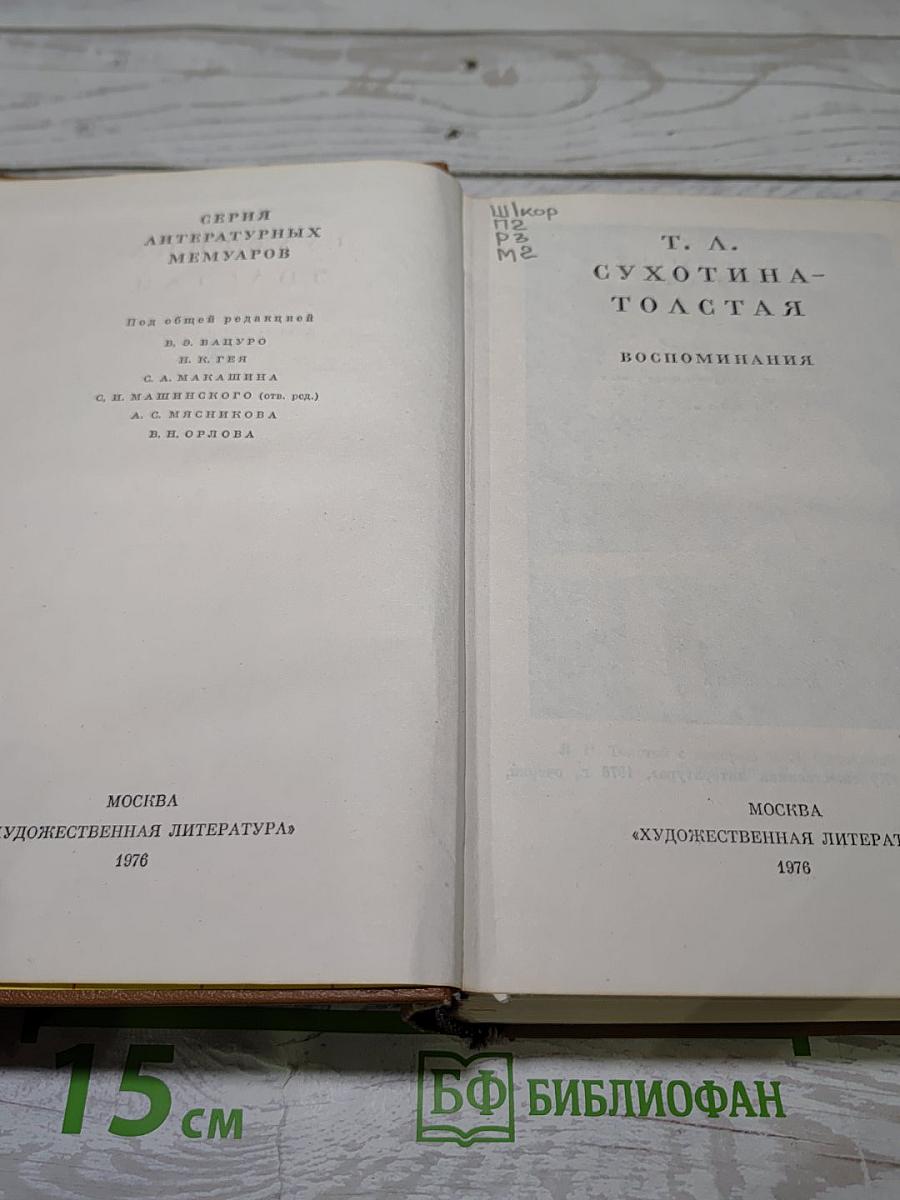 СЕРИЯ
ЛИТЕРАТУРНЫХ
МЕМУАРОВ
Под общей редакцией
В. Э. ВАЦУРО
Н. К. ГЕЯ
С. А. МАКАШИНА
С. И. МАШИНСКОГО (отв. ред.)
А. С. МЯСНИКОВА
В. Н. ОРЛОВА
МОСКВА
ХУДОЖЕСТВЕННАЯ ЛИТЕРАТУРА»
1976
Ш\кор
П2
Р3
М2
Т. Л.
СУХОТИНА-
ТОЛСТАЯ
ВОСПОМИНАНИЯ
МОСКВА
«ХУДОЖЕСТВЕННАЯ ЛИТЕРАТ
1976
15 см
БФ БИБЛИОФАН